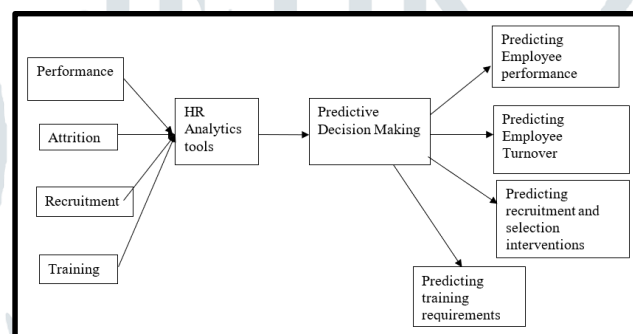 Performance
Attrition
Recruitment
Training
HR
Analytics
tools
Predictive
Decision Making
Predicting
Employee
performance
Predicting
Employee
Turnover
Predicting
recruitment and
selection
interventions
Predicting
training
requirements